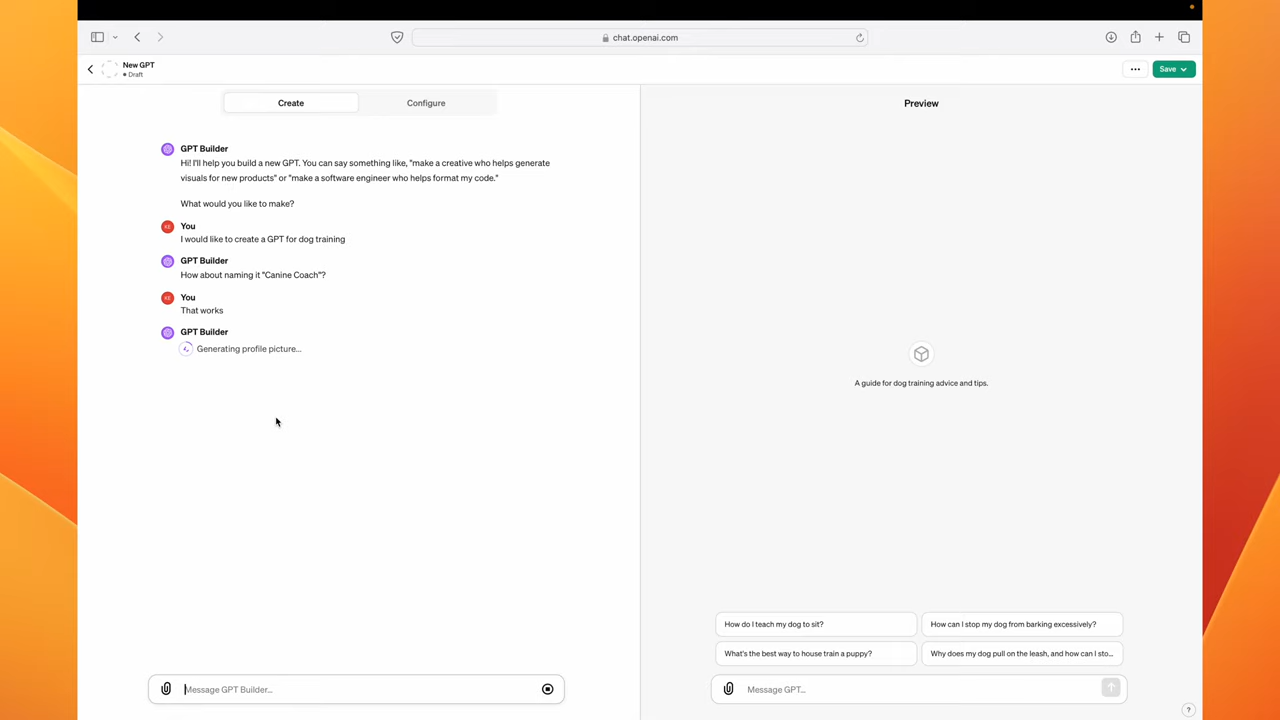 chat.openai.com
New GPT
Draft
Save
Create
Configure
Preview
GPT Builder
Hi! I'll help you build a new GPT. You can say something like, "make a creative who helps generate
visuals for new products" or "make a software engineer who helps format my code."
What would you like to make?
KE
You
I would like to create a GPT for dog training
GPT Builder
How about naming it "Canine Coach"?
KE
You
That works
GPT Builder
Generating profile picture...
A guide for dog training advice and tips.
How do I teach my dog to sit?
How can I stop my dog from barking excessively?
What's the best way to house train a puppy?
Why does my dog pull on the leash, and how can I sto...
Message GPT Builder...
Message GPT...
?